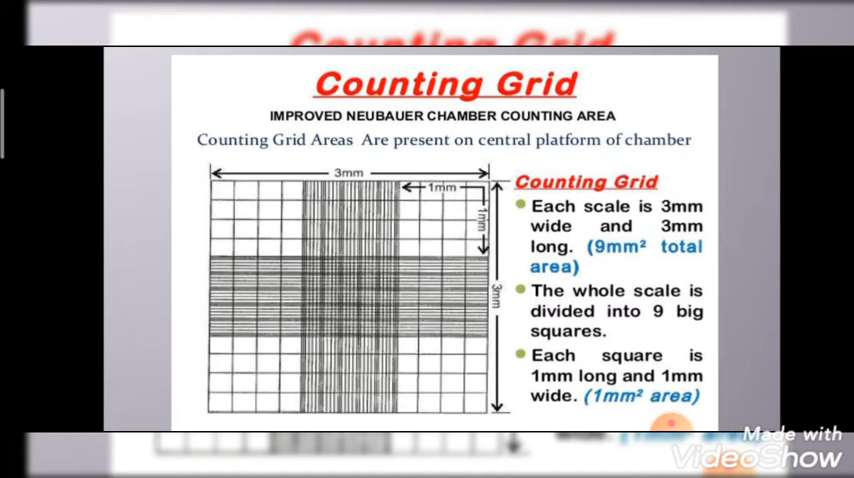 Counting Grid
Counting Grid
IMPROVED NEUBAUER CHAMBER COUNTING AREA
Counting Grid Areas Are present on central platform of chamber
3mm
1mm
1mm
3mm
Counting Grid
Each scale is 3mm
wide and 3mm
long. (9mm² total
area)
The whole scale is
divided into 9 big
squares.
Each square is
1mm long and 1mm
wide. (1mm² area)
Made with
VideoShow